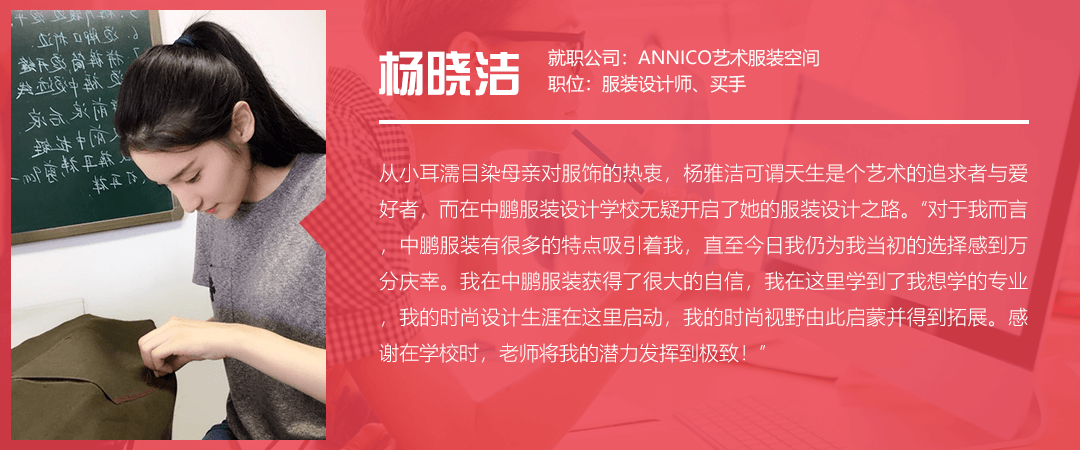 杨晓洁
就职公司：ANNICO艺术服装空间
职位：服装设计师、买手
从小耳濡目染母亲对服饰的热衷，杨雅洁可谓天生是个艺术的追求者与爱
好者，而在中鹏服装设计学校无疑开启了她的服装设计之路。“对于我而言
，中鹏服装有很多的特点吸引着我，直至今日我仍为我当初的选择感到万
分庆幸。我在中鹏服装获得了很大的自信，我在这里学到了我想学的专业
，我的时尚设计生涯在这里启动，我的时尚视野由此启蒙并得到拓展。感
谢在学校时，老师将我的潜力发挥到极致！”